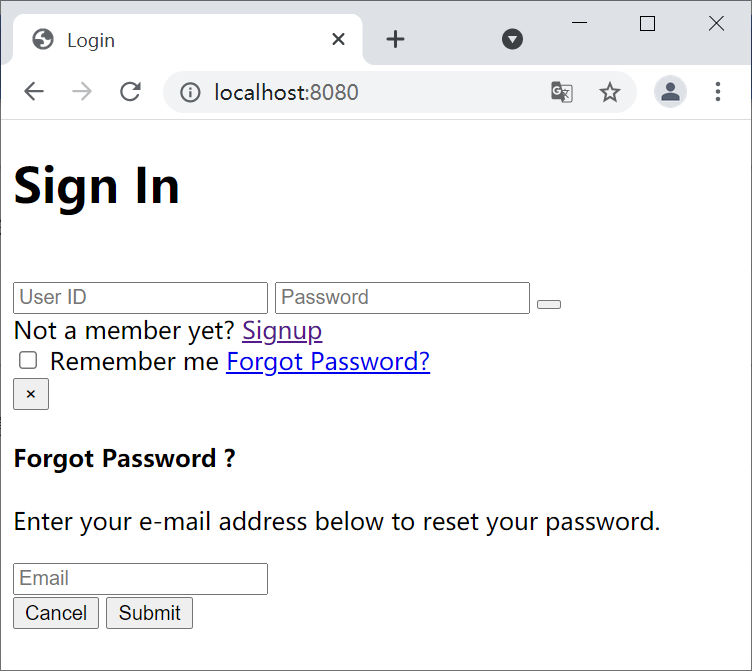 Login
localhost:8080
Sign In
User ID Password
Not a member yet? Signup
Remember me Forgot Password?
×
Forgot Password ?
Enter your e-mail address below to reset your password.
Email
Cancel Submit